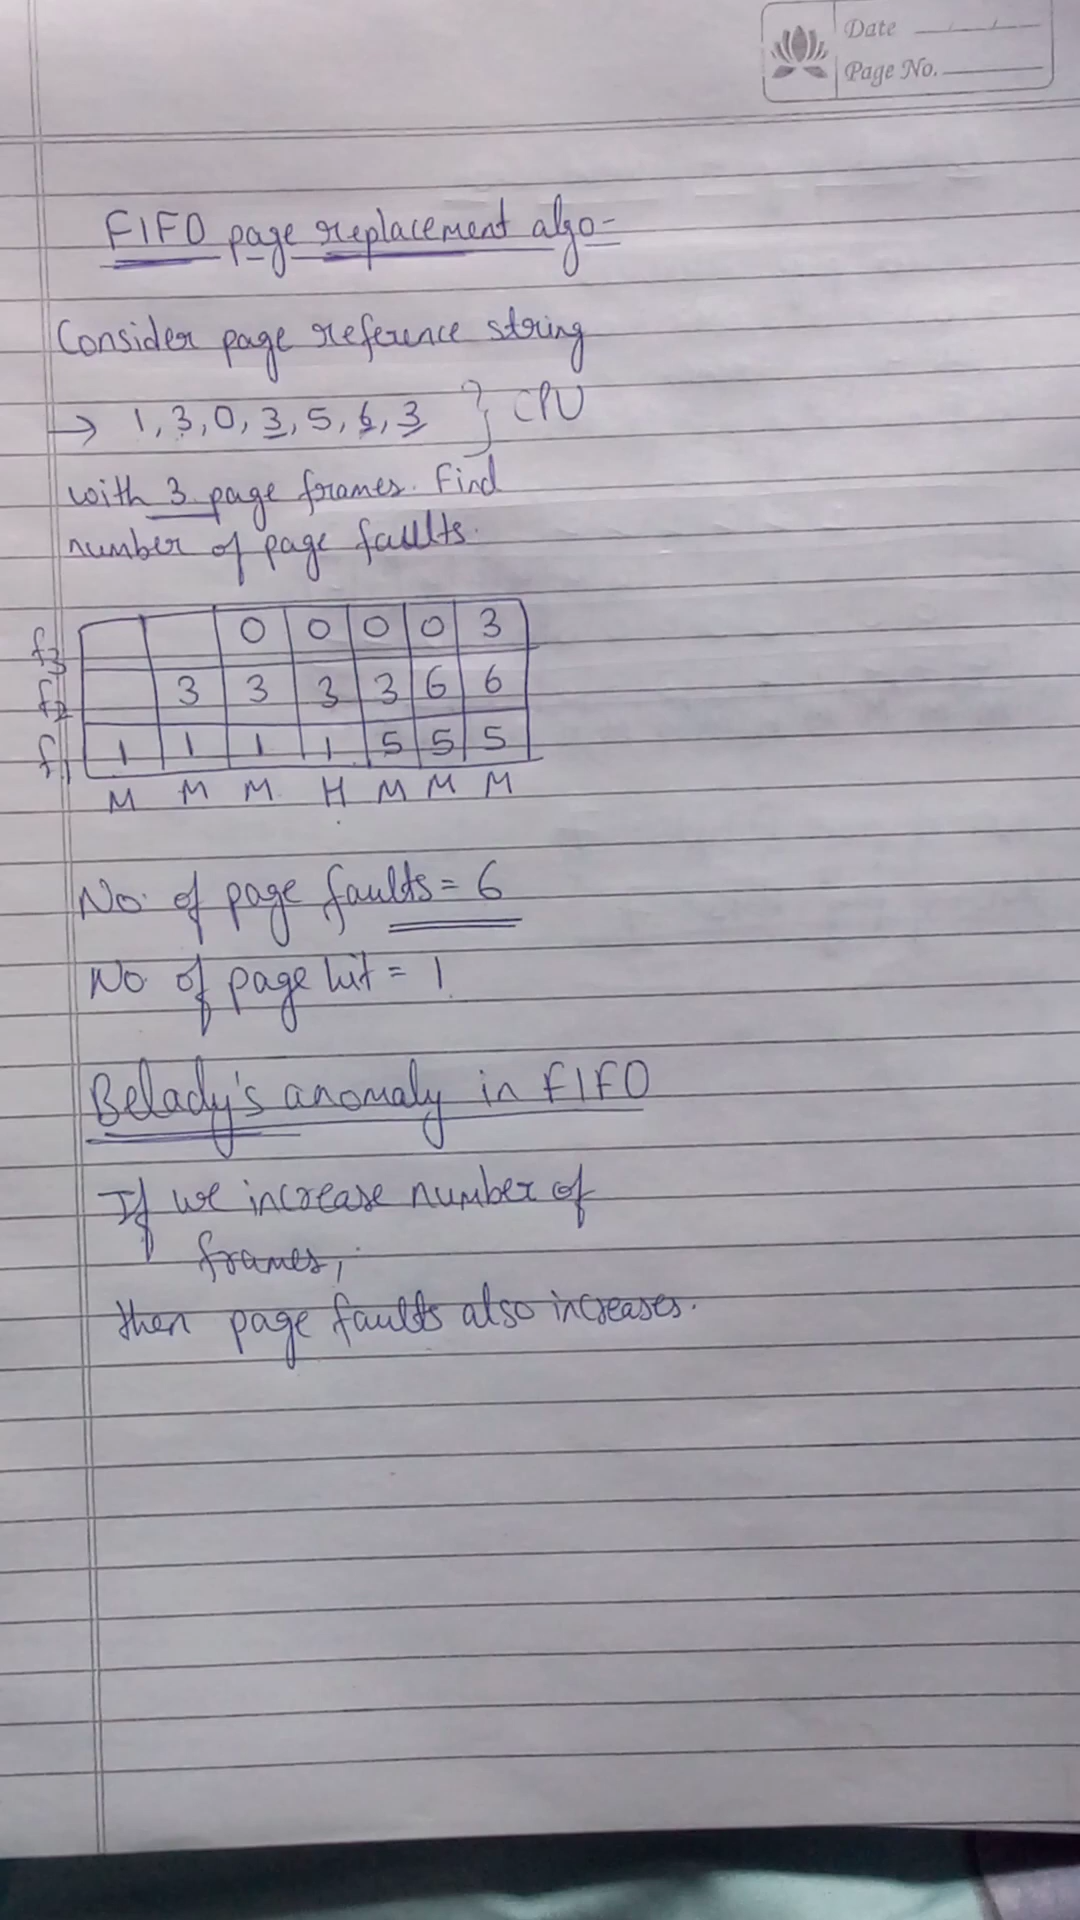 Date
Page No.
FIFO page replacement algo-
Consider page reference string
→ 1, 3, 0, 3, 5, 6, 3 } CPU
with 3 page frames. Find
number of page faults.
f3 0 0 0 0 3
f2 3 3 3 3 6 6
f1 1 1 1 1 5 5 5
M M M H M M M
No. of page faults = 6
No. of page hit = 1
Belady's anomaly in FIFO
If we increase number of
frames,
then page faults also increases.